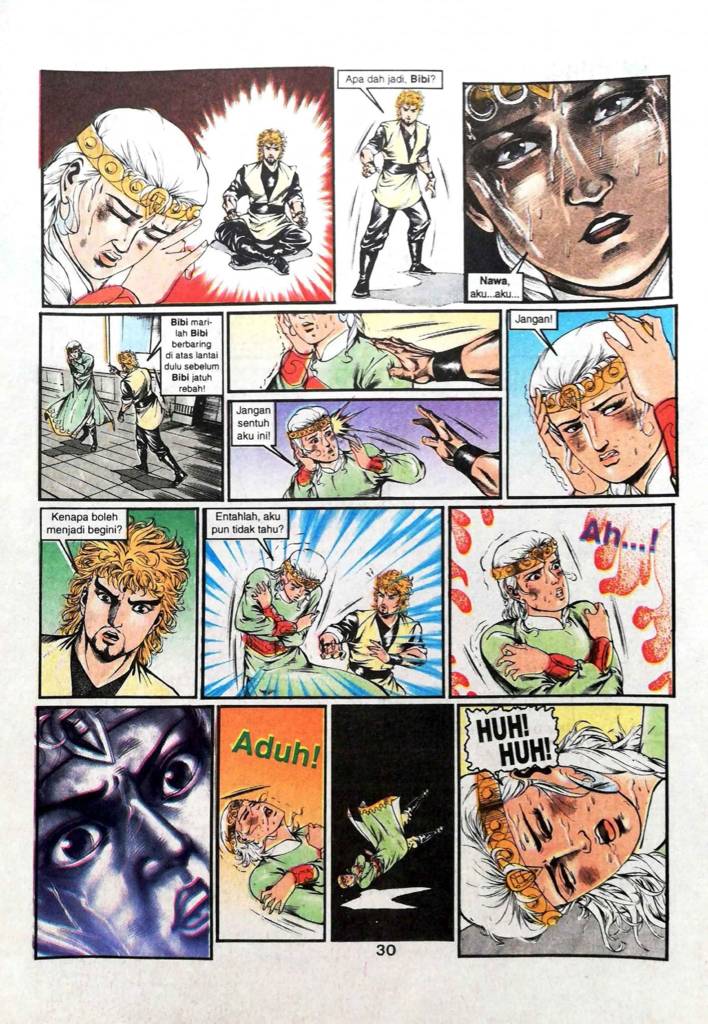 Apa dah jadi, Bibi?
Nawa,
aku...aku...
Bibi mari-
lah Bibi
berbaring
di atas lantai
dulu sebelum
Bibi jatuh
rebah!
Jangan
sentuh
aku ini!
Jangan!
Kenapa boleh
menjadi begini?
Entahlah, aku
pun tidak tahu?
Ah...!
Aduh!
HUH!
HUH!
30